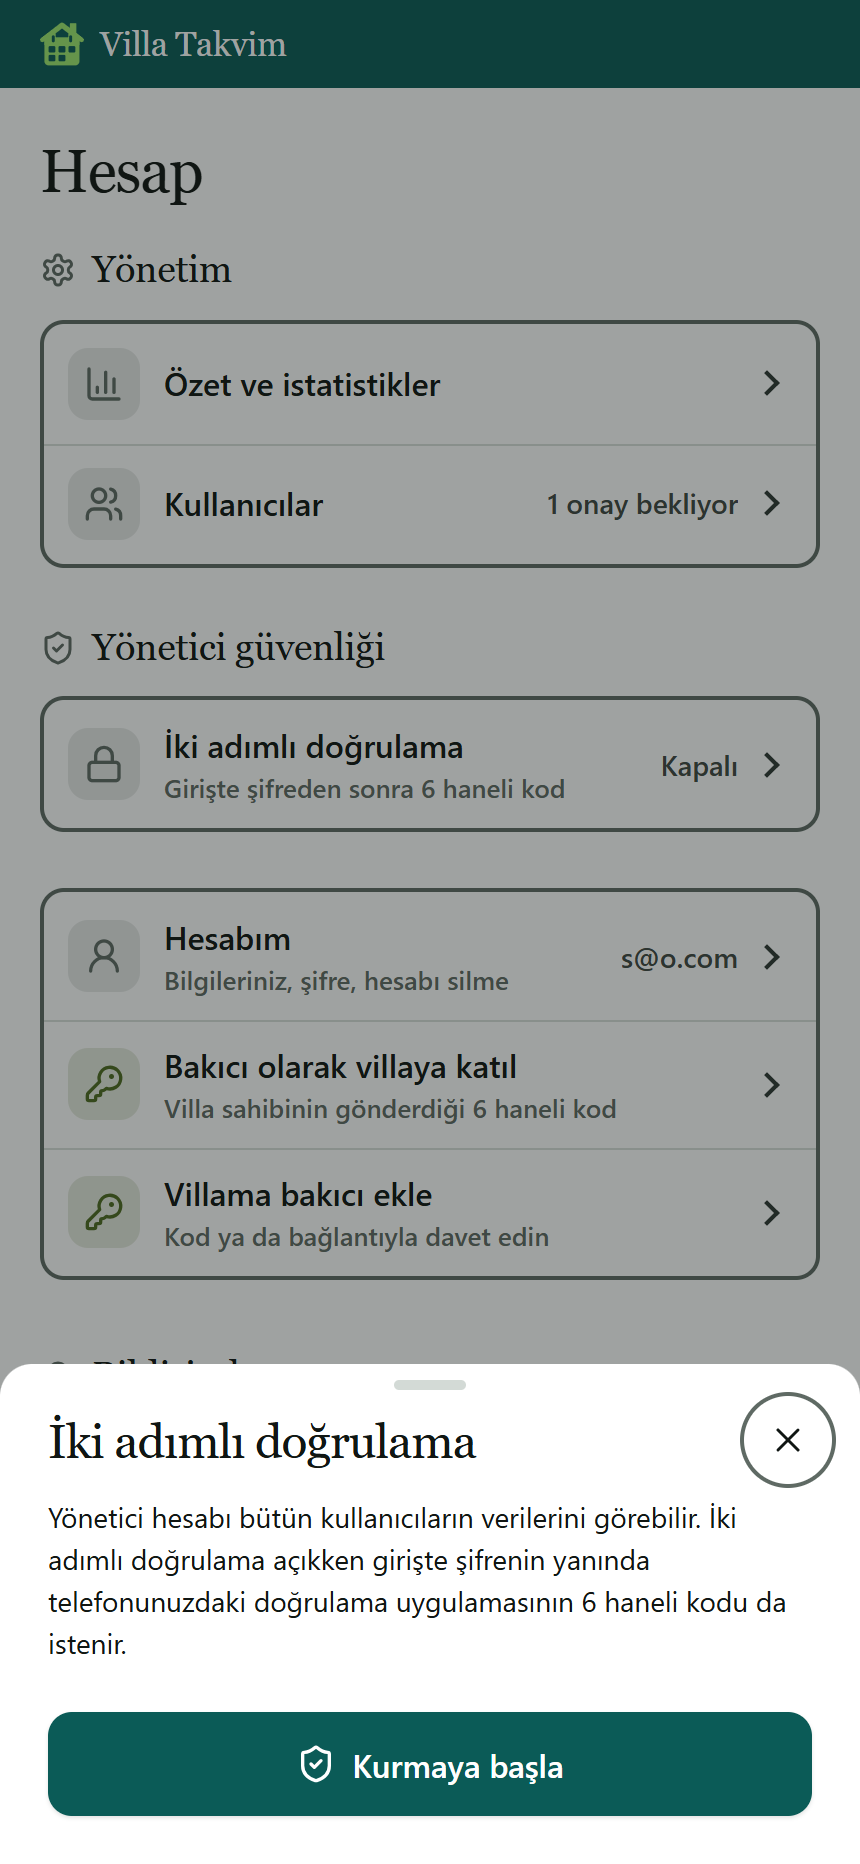 Villa Takvim
Hesap
Yönetim
Özet ve istatistikler
Kullanıcılar
1 onay bekliyor
Yönetici güvenliği
İki adımlı doğrulama
Girişte şifreden sonra 6 haneli kod
Kapalı
Hesabım
Bilgileriniz, şifre, hesabı silme
s@o.com
Bakıcı olarak villaya katıl
Villa sahibinin gönderdiği 6 haneli kod
Villama bakıcı ekle
Kod ya da bağlantıyla davet edin
İki adımlı doğrulama
Yönetici hesabı bütün kullanıcıların verilerini görebilir. İki
adımlı doğrulama açıkken girişte şifrenin yanında
telefonunuzdaki doğrulama uygulamasının 6 haneli kodu da
istenir.
Kurmaya başla